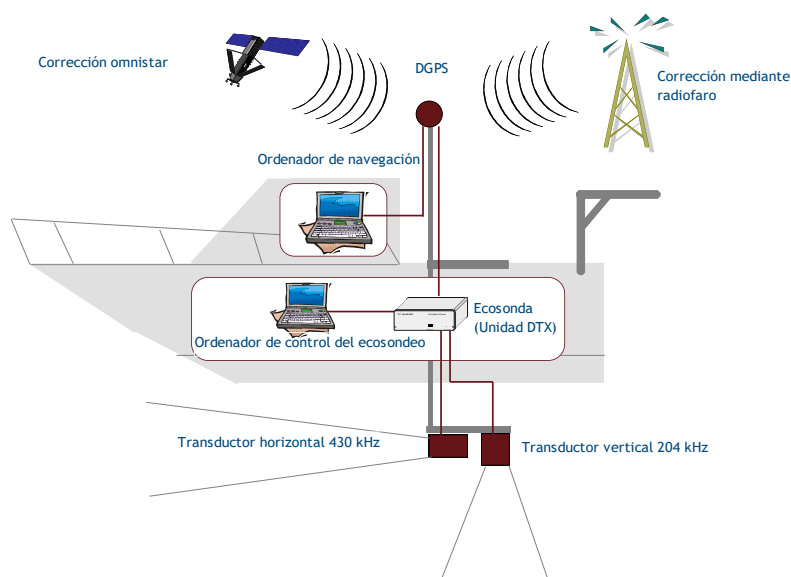 Corrección omnistar
DGPS
Corrección mediante
radiofaro
Ordenador de navegación
Ecosonda
(Unidad DTX)
Ordenador de control del ecosondeo
Transductor horizontal 430 kHz
Transductor vertical 204 kHz